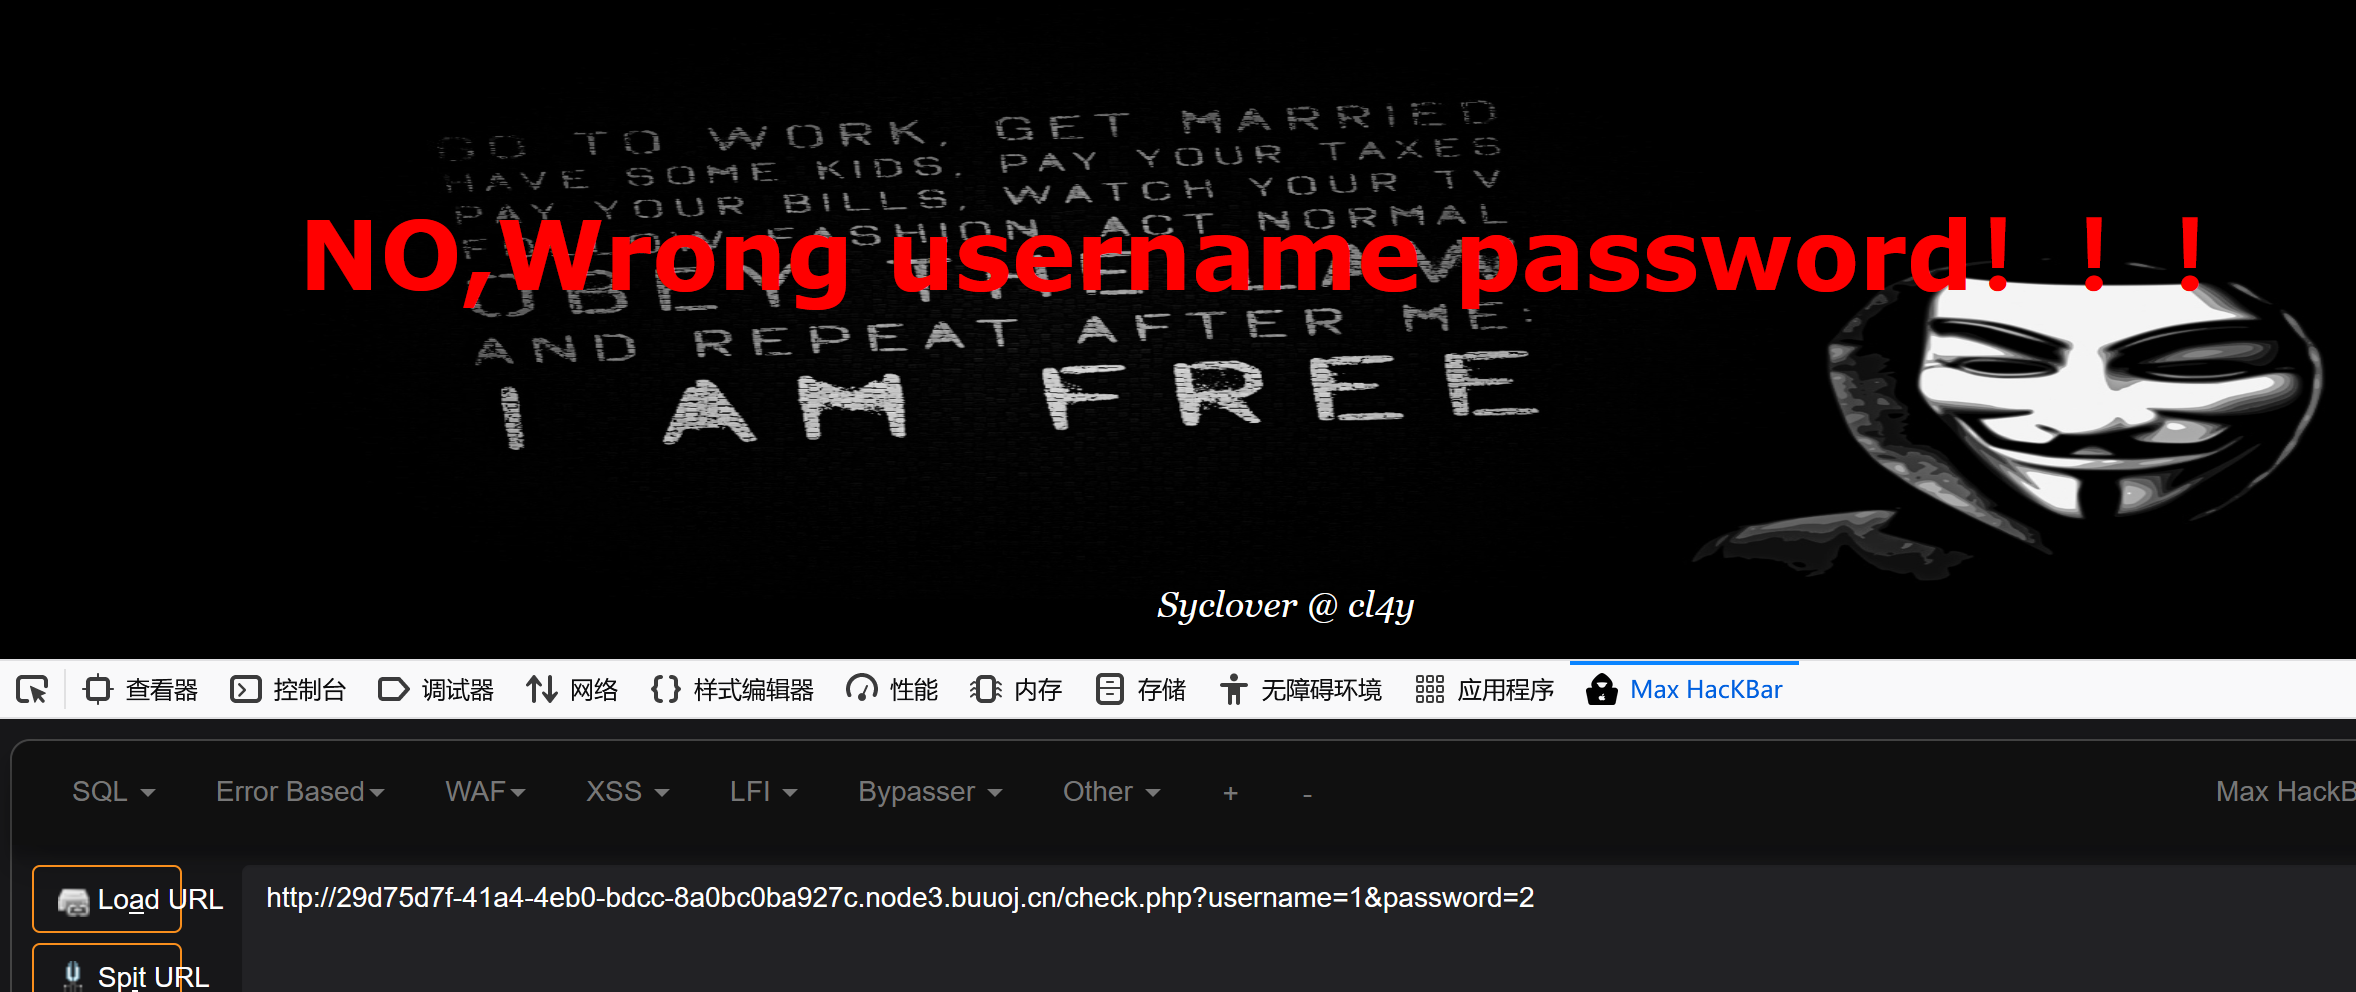 GO TO WORK, GET MARRIED
HAVE SOME KIDS, PAY YOUR TAXES
PAY YOUR BILLS, WATCH YOUR TV
FOLLOW FASHION ACT NORMAL
OBEY THE LAW
AND REPEAT AFTER ME:
I AM FREE
NO,Wrong username password！！！
Syclover @ cl4y
查看器 控制台 调试器 网络 {} 样式编辑器 性能 内存 存储 无障碍环境 应用程序 Max HacKBar
SQL Error Based WAF XSS LFI Bypasser Other + - Max HackB
Load URL
http://29d75d7f-41a4-4eb0-bdcc-8a0bc0ba927c.node3.buuoj.cn/check.php?username=1&password=2
Spit URL